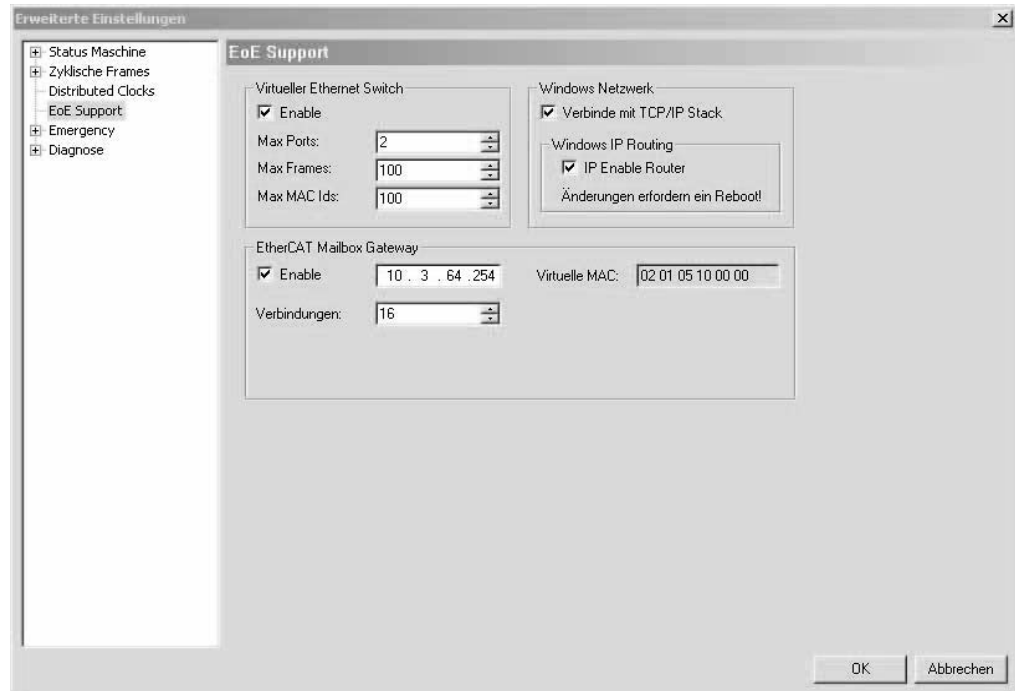 Erweiterte Einstellungen
Status Maschine
Zyklische Frames
Distributed Clocks
EoE Support
Emergency
Diagnose
EoE Support
Virtueller Ethernet Switch
Enable
Max Ports: 2
Max Frames: 100
Max MAC Ids: 100
Windows Netzwerk
Verbinde mit TCP/IP Stack
Windows IP Routing
IP Enable Router
Änderungen erfordern ein Reboot!
EtherCAT Mailbox Gateway
Enable 10 . 3 . 64 .254 Virtuelle MAC: 02 01 05 10 00 00
Verbindungen: 16
OK Abbrechen